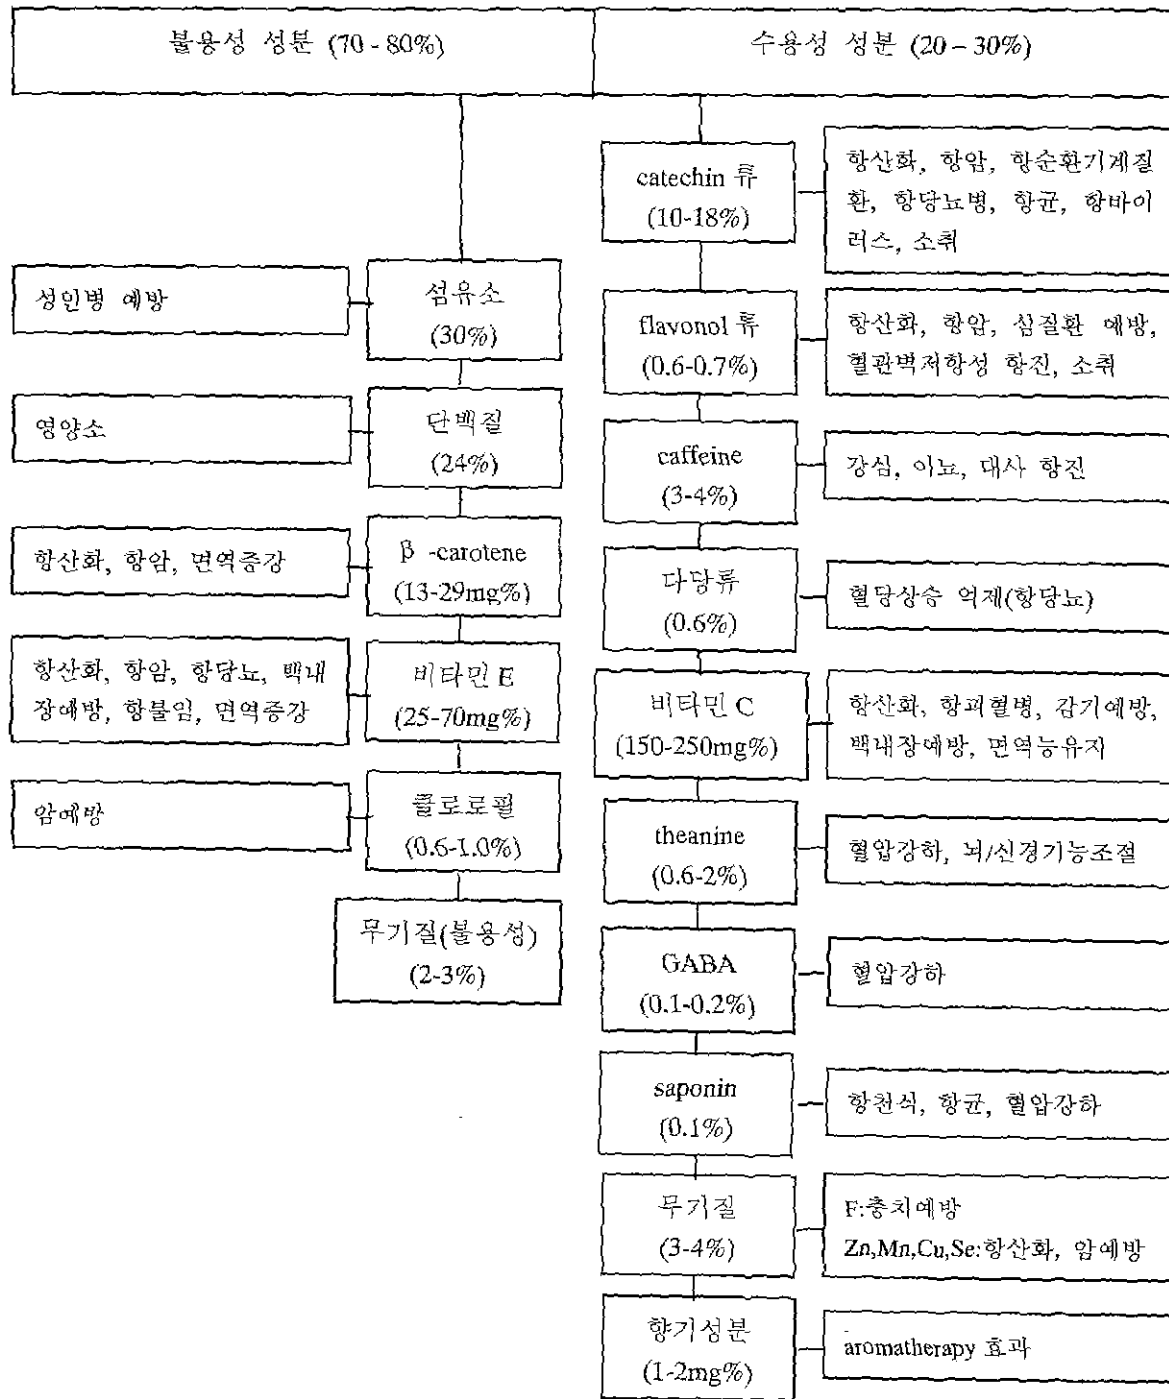 불용성 성분 (70 - 80%)
수용성 성분 (20 – 30%)
성인병 예방
섬유소
(30%)
영양소
단백질
(24%)
항산화, 항암, 면역증강
β -carotene
(13-29mg%)
항산화, 항암, 항당뇨, 백내
장예방, 항불임, 면역증강
비타민 E
(25-70mg%)
암예방
클로로필
(0.6-1.0%)
무기질(불용성)
(2-3%)
catechin 류
(10-18%)
항산화, 항암, 항순환기계질
환, 항당뇨병, 항균, 항바이
러스, 소취
flavonol 류
(0.6-0.7%)
항산화, 항암, 심질환 예방,
혈관벽저항성 항진, 소취
caffeine
(3-4%)
강심, 이뇨, 대사 항진
다당류
(0.6%)
혈당상승 억제(항당뇨)
비타민 C
(150-250mg%)
항산화, 항괴혈병, 감기예방,
백내장예방, 면역능유지
theanine
(0.6-2%)
혈압강하, 뇌/신경기능조절
GABA
(0.1-0.2%)
혈압강하
saponin
(0.1%)
항천식, 항균, 혈압강하
무기질
(3-4%)
F:충치예방
Zn,Mn,Cu,Se:항산화, 암예방
향기성분
(1-2mg%)
aromatherapy 효과